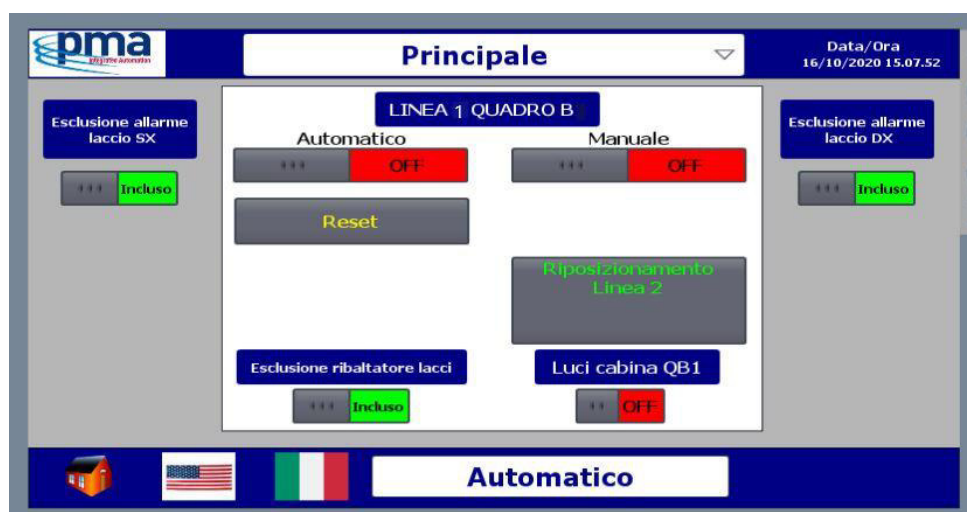 pma
Integrative Automation
Principale
Data/Ora
16/10/2020 15.07.52
Esclusione allarme
laccio SX
Incluso
LINEA 1 QUADRO B
Automatico
OFF
Manuale
OFF
Reset
Riposizionamento
Linea 2
Esclusione ribaltatore lacci
Incluso
Luci cabina QB1
OFF
Esclusione allarme
laccio DX
Incluso
Automatico